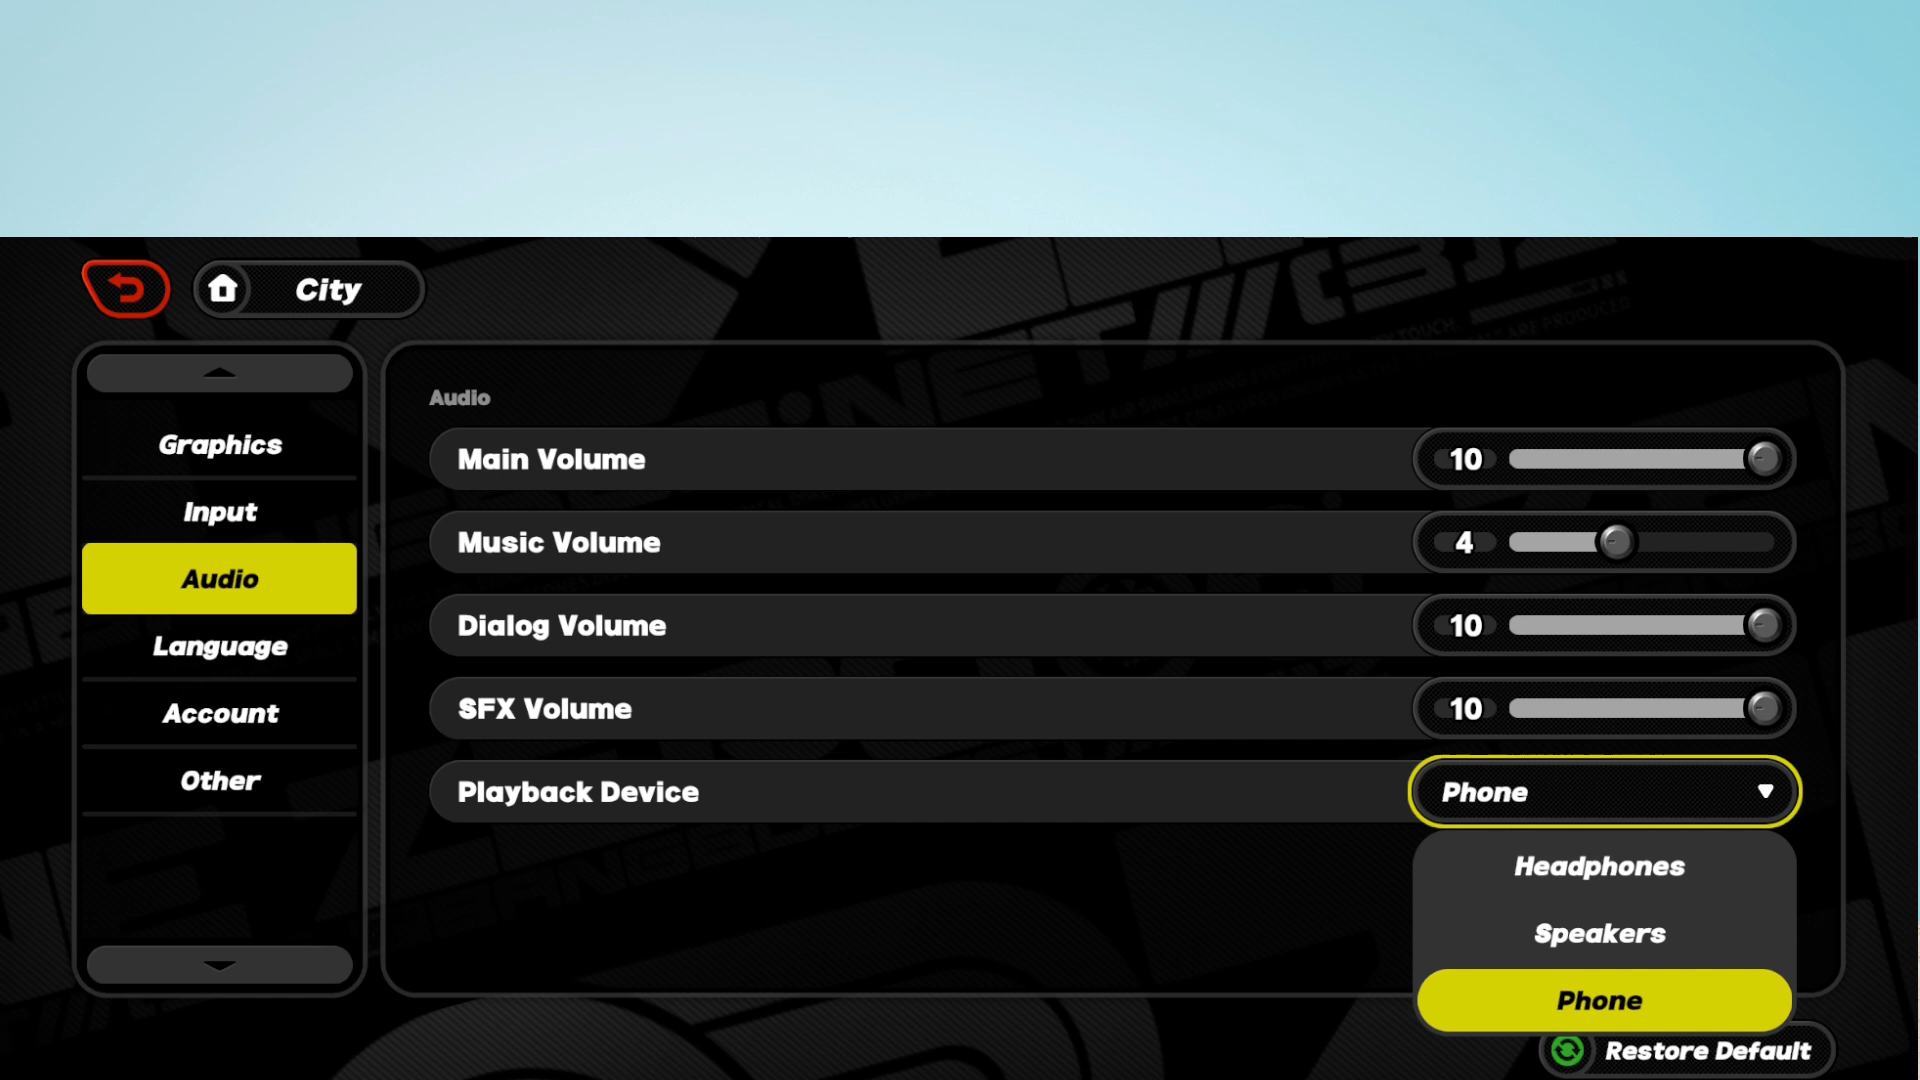 City
Graphics
Input
Audio
Language
Account
Other
Audio
Main Volume 10
Music Volume 4
Dialog Volume 10
SFX Volume 10
Playback Device Phone
Headphones
Speakers
Phone
Restore Default